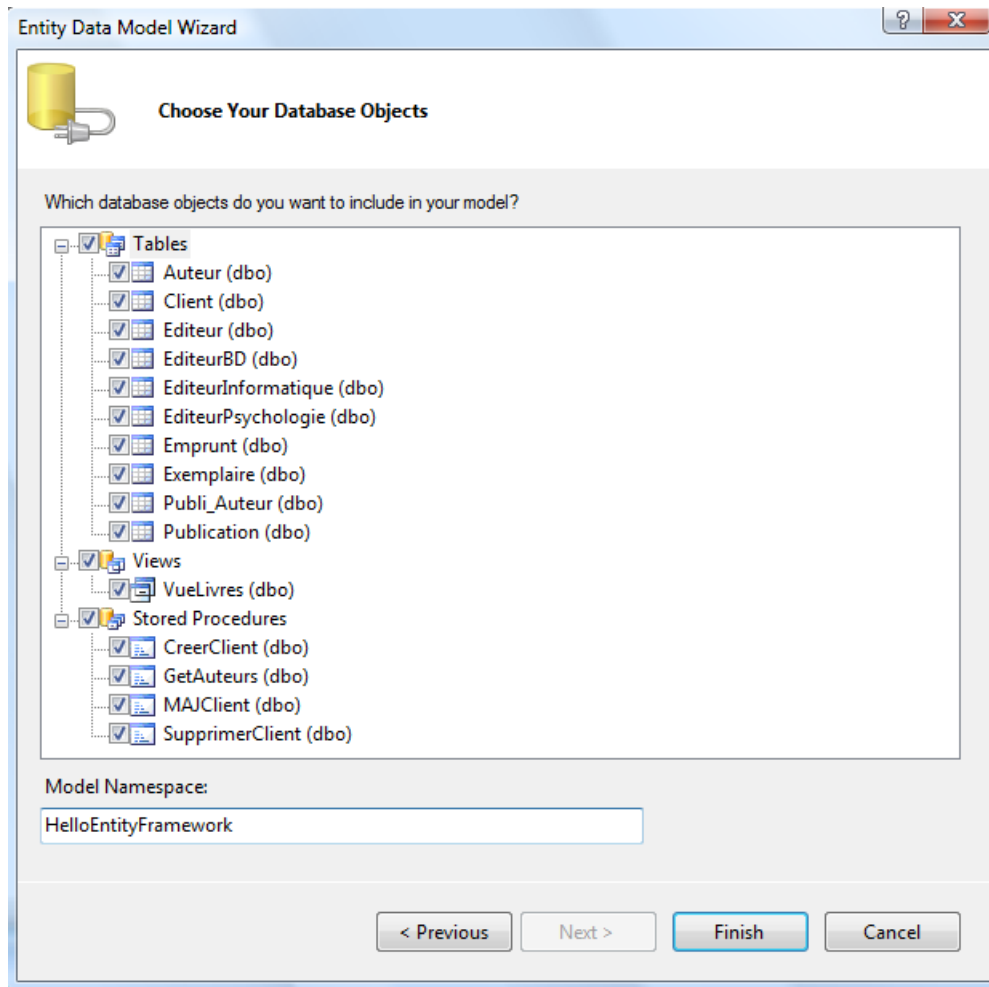 Entity Data Model Wizard
?
Choose Your Database Objects
Which database objects do you want to include in your model?
Tables
Auteur (dbo)
Client (dbo)
Editeur (dbo)
EditeurBD (dbo)
EditeurInformatique (dbo)
EditeurPsychologie (dbo)
Emprunt (dbo)
Exemplaire (dbo)
Publi_Auteur (dbo)
Publication (dbo)
Views
VueLivres (dbo)
Stored Procedures
CreerClient (dbo)
GetAuteurs (dbo)
MAJClient (dbo)
SupprimerClient (dbo)
Model Namespace:
HelloEntityFramework
< Previous Next > Finish Cancel